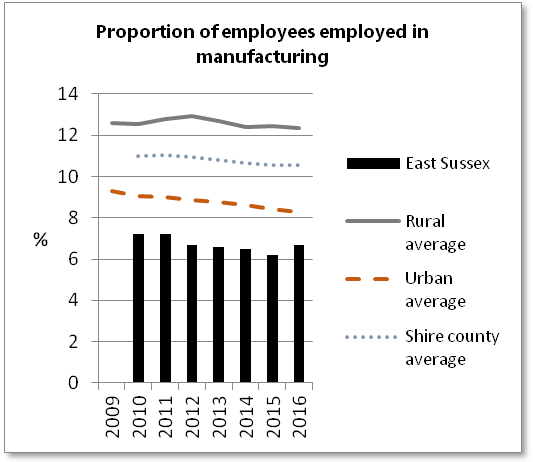 Proportion of employees employed in
manufacturing
14
12
10
8
6
4
2
0
%
2009
2010
2011
2012
2013
2014
2015
2016
East Sussex
Rural
average
Urban
average
Shire county
average